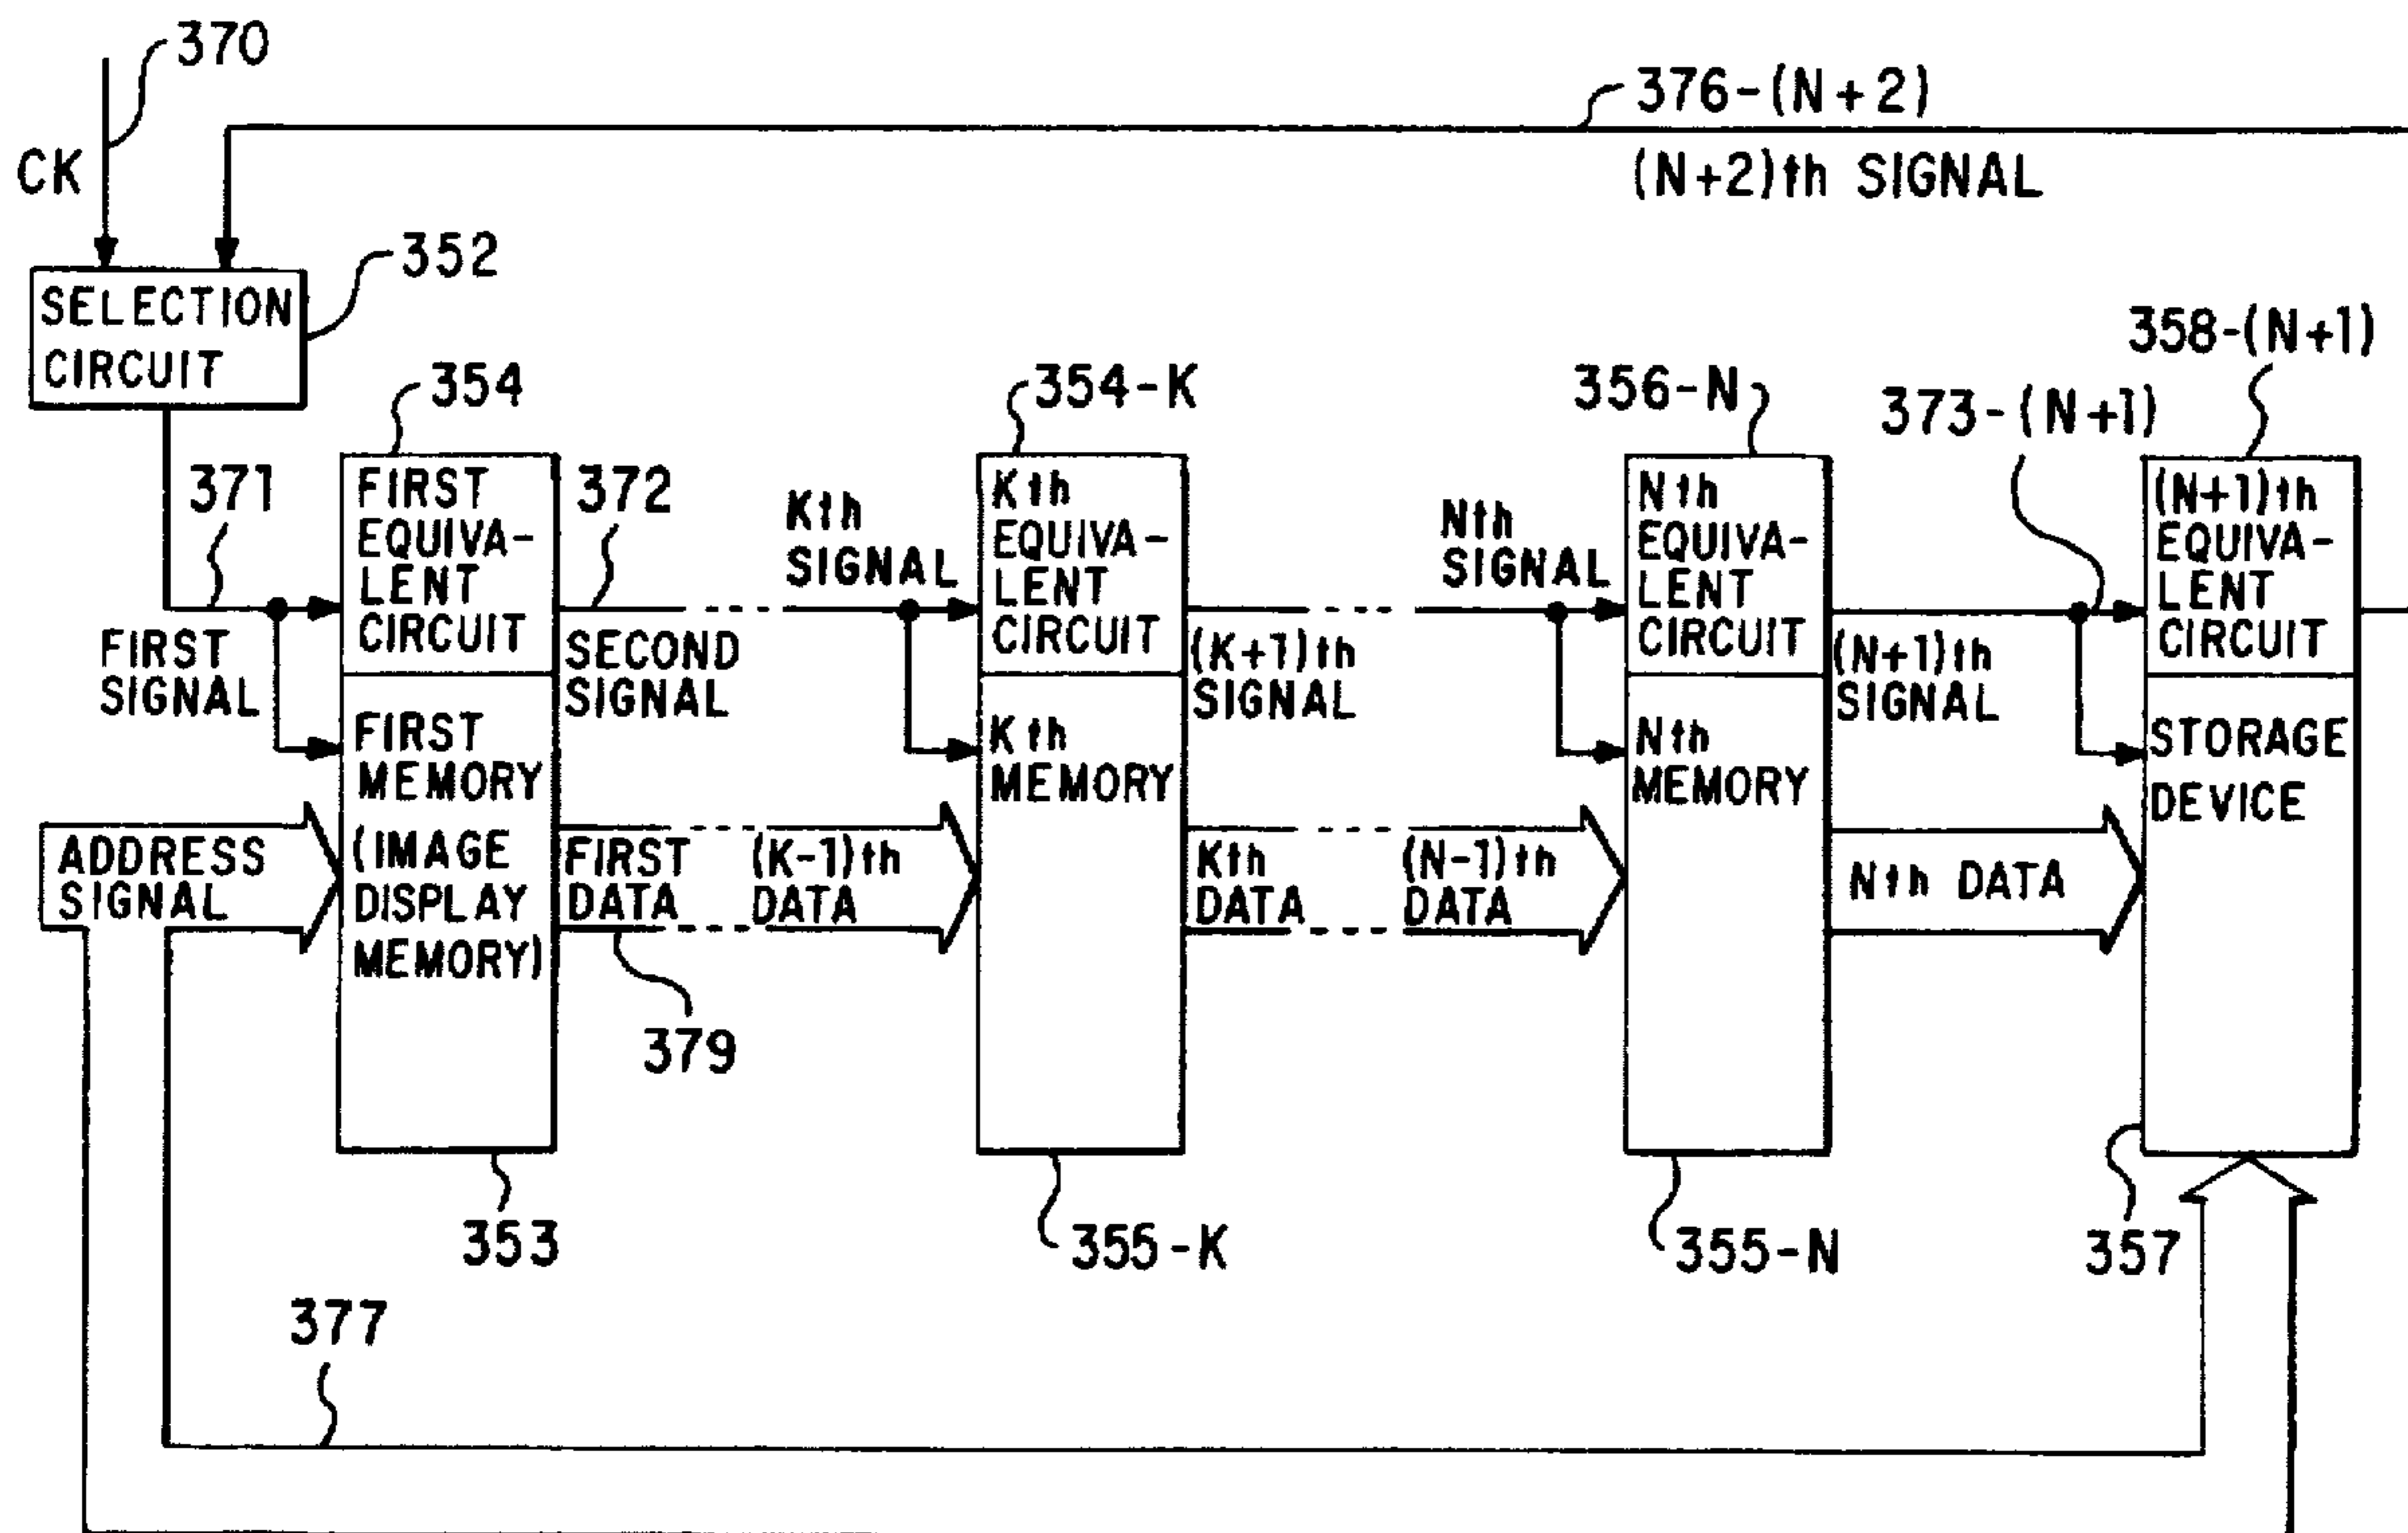 370
376-(N+2)
CK
(N+2)th SIGNAL
352
SELECTION
CIRCUIT
358-(N+1)
354
354-K
356-N
373-(N+1)
371
FIRST
EQUIVA-
LENT
CIRCUIT
372
Kth
SIGNAL
Kth
EQUIVA-
LENT
CIRCUIT
Nth
SIGNAL
Nth
EQUIVA-
LENT
CIRCUIT
(N+1)th
EQUIVA-
LENT
CIRCUIT
FIRST
SIGNAL
SECOND
SIGNAL
(K+1)th
SIGNAL
(N+1)th
SIGNAL
FIRST
MEMORY
(IMAGE
DISPLAY
MEMORY)
Kth
MEMORY
Nth
MEMORY
STORAGE
DEVICE
ADDRESS
SIGNAL
FIRST
DATA
(K-1)th
DATA
Kth
DATA
(N-1)th
DATA
Nth DATA
379
353
355-K
355-N
357
377